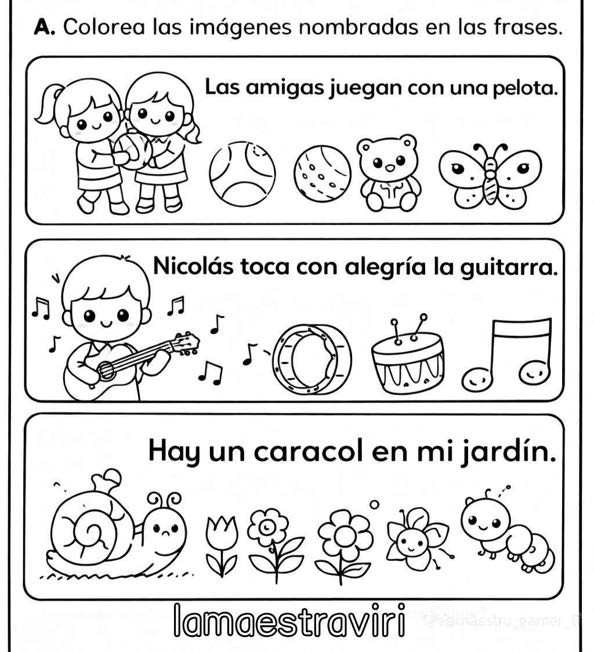 A. Colorea las imágenes nombradas en las frases.
Las amigas juegan con una pelota.
Nicolás toca con alegría la guitarra.
Hay un caracol en mi jardín.
lamaestraviri